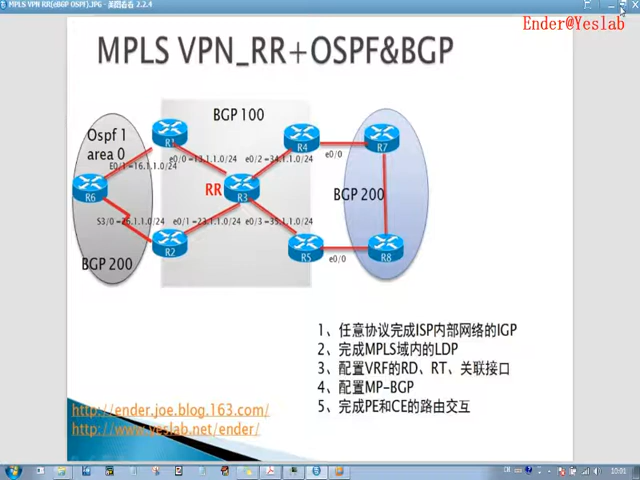 MPLS VPN RR(eBGP OSPF).JPG - 美图看看 2.2.4
Ender@Yeslab
MPLS VPN_RR+OSPF&BGP
BGP 100
Ospf 1
area 0
R1
R4
R7
e0/0
E0/1=16.1.1.0/24
e0/0=13.1.1.0/24
e0/2=34.1.1.0/24
R6
RR
R3
BGP 200
S3/0=26.1.1.0/24
e0/1=23.1.1.0/24
e0/3=35.1.1.0/24
R2
R5
R8
BGP 200
e0/0
1、任意协议完成ISP内部网络的IGP
2、完成MPLS域内的LDP
3、配置VRF的RD、RT、关联接口
4、配置MP-BGP
5、完成PE和CE的路由交互
http://ender.joe.blog.163.com/
http://www.yeslab.net/ender/
10:01